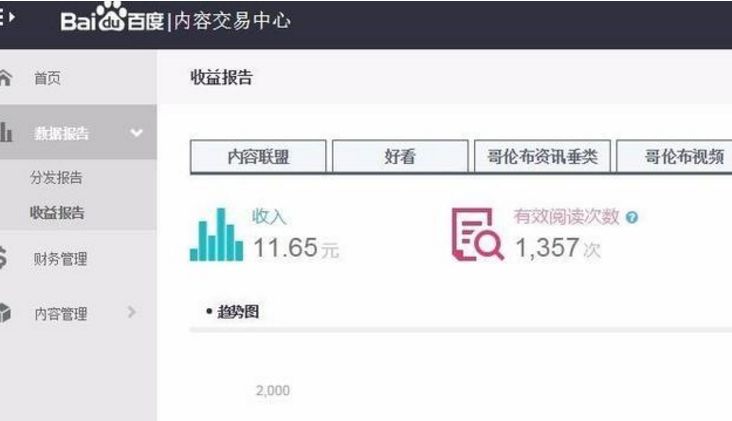 Baidu百度|内容交易中心
首页
收益报告
数据报告
内容联盟
好看
哥伦布资讯垂类
哥伦布视频
分发报告
收益报告
收入
11.65元
有效阅读次数 ?
1,357次
财务管理
内容管理
• 趋势图
2,000